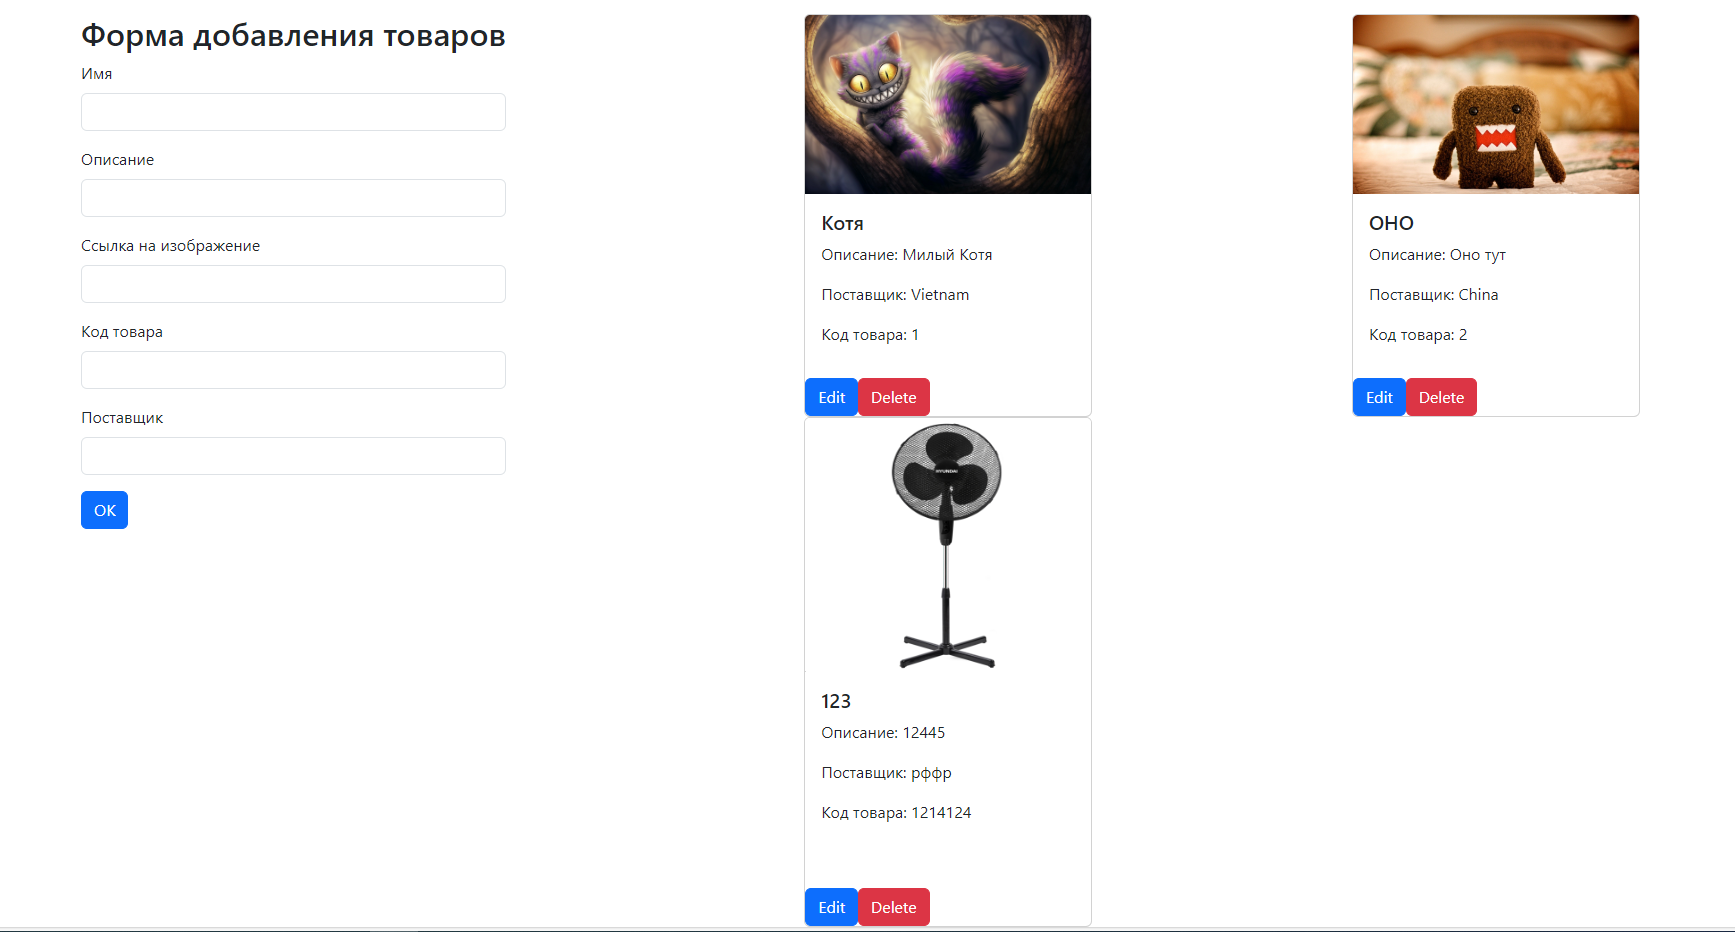 Форма добавления товаров
Имя
Описание
Ссылка на изображение
Код товара
Поставщик
OK
Котя
Описание: Милый Котя
Поставщик: Vietnam
Код товара: 1
Edit Delete
ОНО
Описание: Оно тут
Поставщик: China
Код товара: 2
Edit Delete
HYUNDAI
123
Описание: 12445
Поставщик: рффр
Код товара: 1214124
Edit Delete